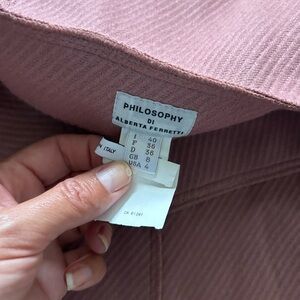 PHILOSOPHY
DI
ALBERTA FERRETTI
I 40
F 36
D 36
GB 8
USA 4
N ITALY